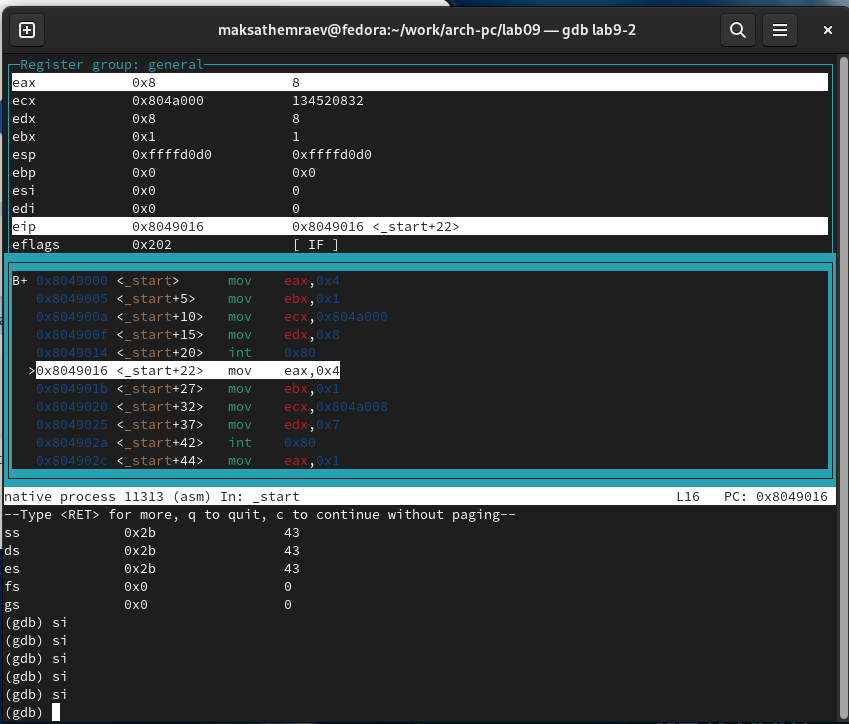 maksathemraev@fedora:~/work/arch-pc/lab09 — gdb lab9-2
Register group: general
eax 0x8 8
ecx 0x804a000 134520832
edx 0x8 8
ebx 0x1 1
esp 0xffffd0d0 0xffffd0d0
ebp 0x0 0x0
esi 0x0 0
edi 0x0 0
eip 0x8049016 0x8049016 <_start+22>
eflags 0x202 [ IF ]
B+ 0x8049000 <_start> mov eax,0x4
0x8049005 <_start+5> mov ebx,0x1
0x804900a <_start+10> mov ecx,0x804a000
0x804900f <_start+15> mov edx,0x8
0x8049014 <_start+20> int 0x80
>0x8049016 <_start+22> mov eax,0x4
0x804901b <_start+27> mov ebx,0x1
0x8049020 <_start+32> mov ecx,0x804a008
0x8049025 <_start+37> mov edx,0x7
0x804902a <_start+42> int 0x80
0x804902c <_start+44> mov eax,0x1
native process 11313 (asm) In: _start L16 PC: 0x8049016
--Type <RET> for more, q to quit, c to continue without paging--
ss 0x2b 43
ds 0x2b 43
es 0x2b 43
fs 0x0 0
gs 0x0 0
(gdb) si
(gdb) si
(gdb) si
(gdb) si
(gdb) si
(gdb)